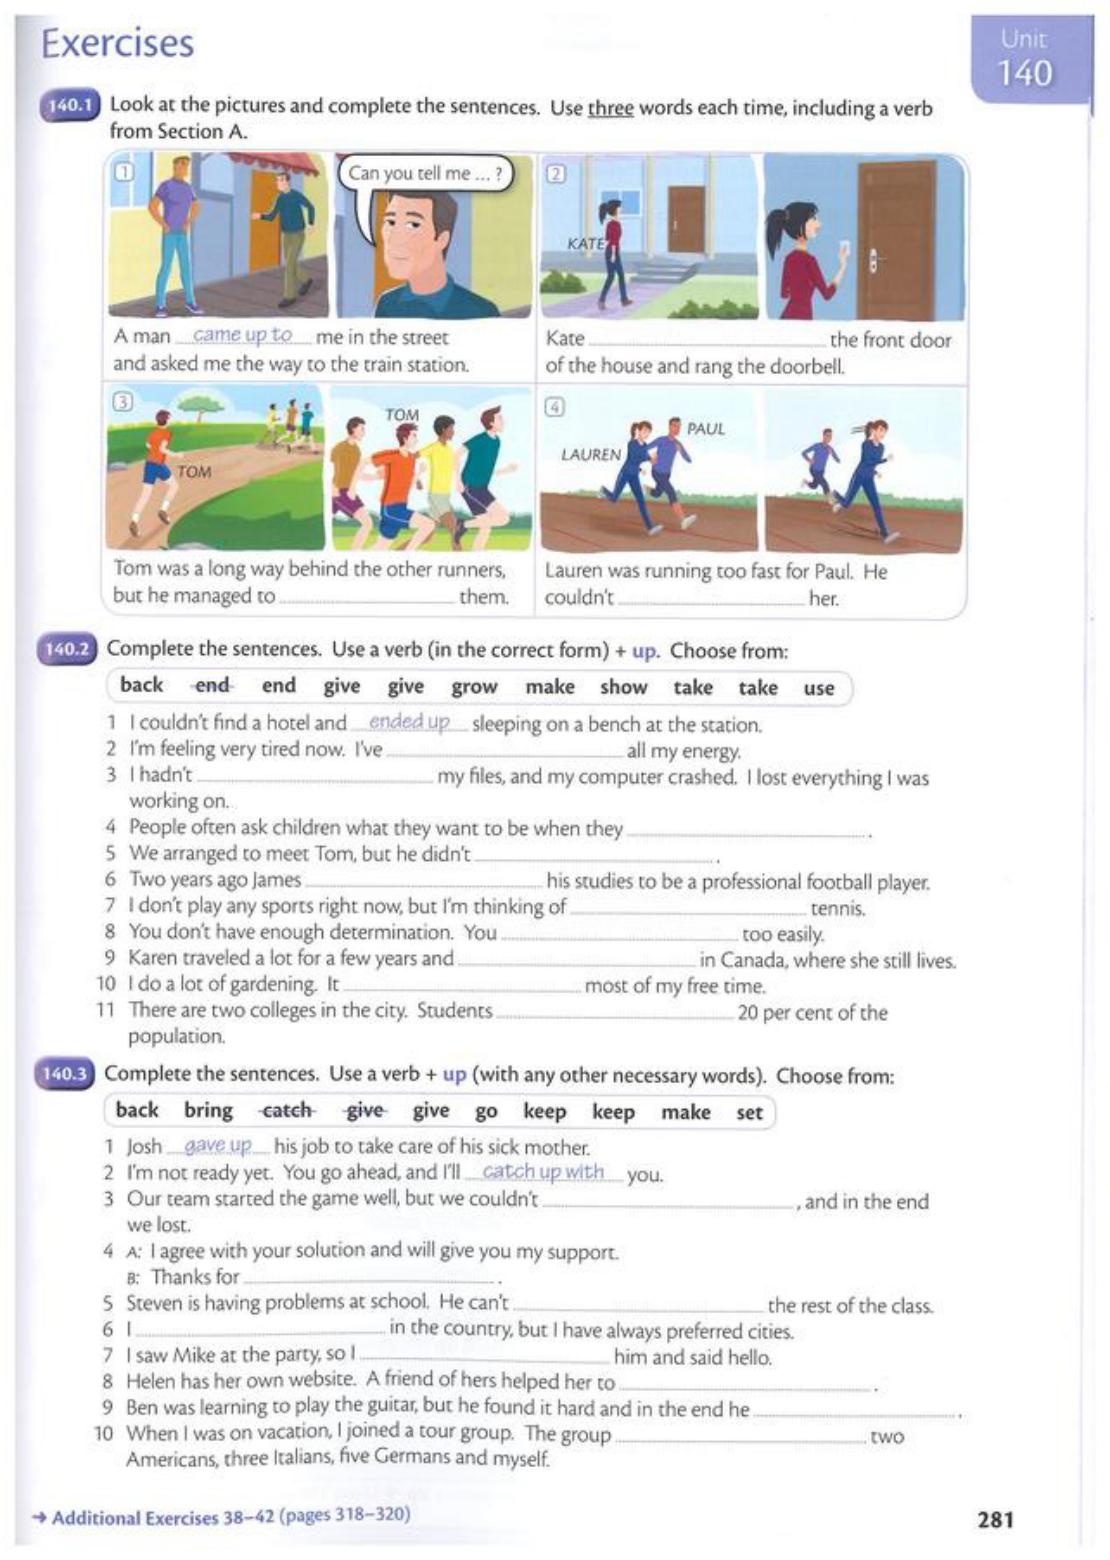 Exercises
Unit
140
140.1 Look at the pictures and complete the sentences. Use three words each time, including a verb
from Section A.
1
Can you tell me ... ?
2
KATE
A man came up to me in the street
and asked me the way to the train station.
Kate ........ the front door
of the house and rang the doorbell.
3
TOM
TOM
4
LAUREN
PAUL
Tom was a long way behind the other runners,
but he managed to ........ them.
Lauren was running too fast for Paul. He
couldn't ........ her.
140.2 Complete the sentences. Use a verb (in the correct form) + up. Choose from:
back end end give give grow make show take take use
1 I couldn't find a hotel and ended up sleeping on a bench at the station.
2 I'm feeling very tired now. I've ........ all my energy.
3 I hadn't ........ my files, and my computer crashed. I lost everything I was
working on.
4 People often ask children what they want to be when they ........ .
5 We arranged to meet Tom, but he didn't ........ .
6 Two years ago James ........ his studies to be a professional football player.
7 I don't play any sports right now, but I'm thinking of ........ tennis.
8 You don't have enough determination. You ........ too easily.
9 Karen traveled a lot for a few years and ........ in Canada, where she still lives.
10 I do a lot of gardening. It ........ most of my free time.
11 There are two colleges in the city. Students ........ 20 per cent of the
population.
140.3 Complete the sentences. Use a verb + up (with any other necessary words). Choose from:
back bring catch give give go keep keep make set
1 Josh gave up his job to take care of his sick mother.
2 I'm not ready yet. You go ahead, and I'll catch up with you.
3 Our team started the game well, but we couldn't ........ , and in the end
we lost.
4 A: I agree with your solution and will give you my support.
B: Thanks for ........ .
5 Steven is having problems at school. He can't ........ the rest of the class.
6 I ........ in the country, but I have always preferred cities.
7 I saw Mike at the party, so I ........ him and said hello.
8 Helen has her own website. A friend of hers helped her to ........ .
9 Ben was learning to play the guitar, but he found it hard and in the end he ........ .
10 When I was on vacation, I joined a tour group. The group ........ two
Americans, three Italians, five Germans and myself.
➜ Additional Exercises 38–42 (pages 318–320)
281